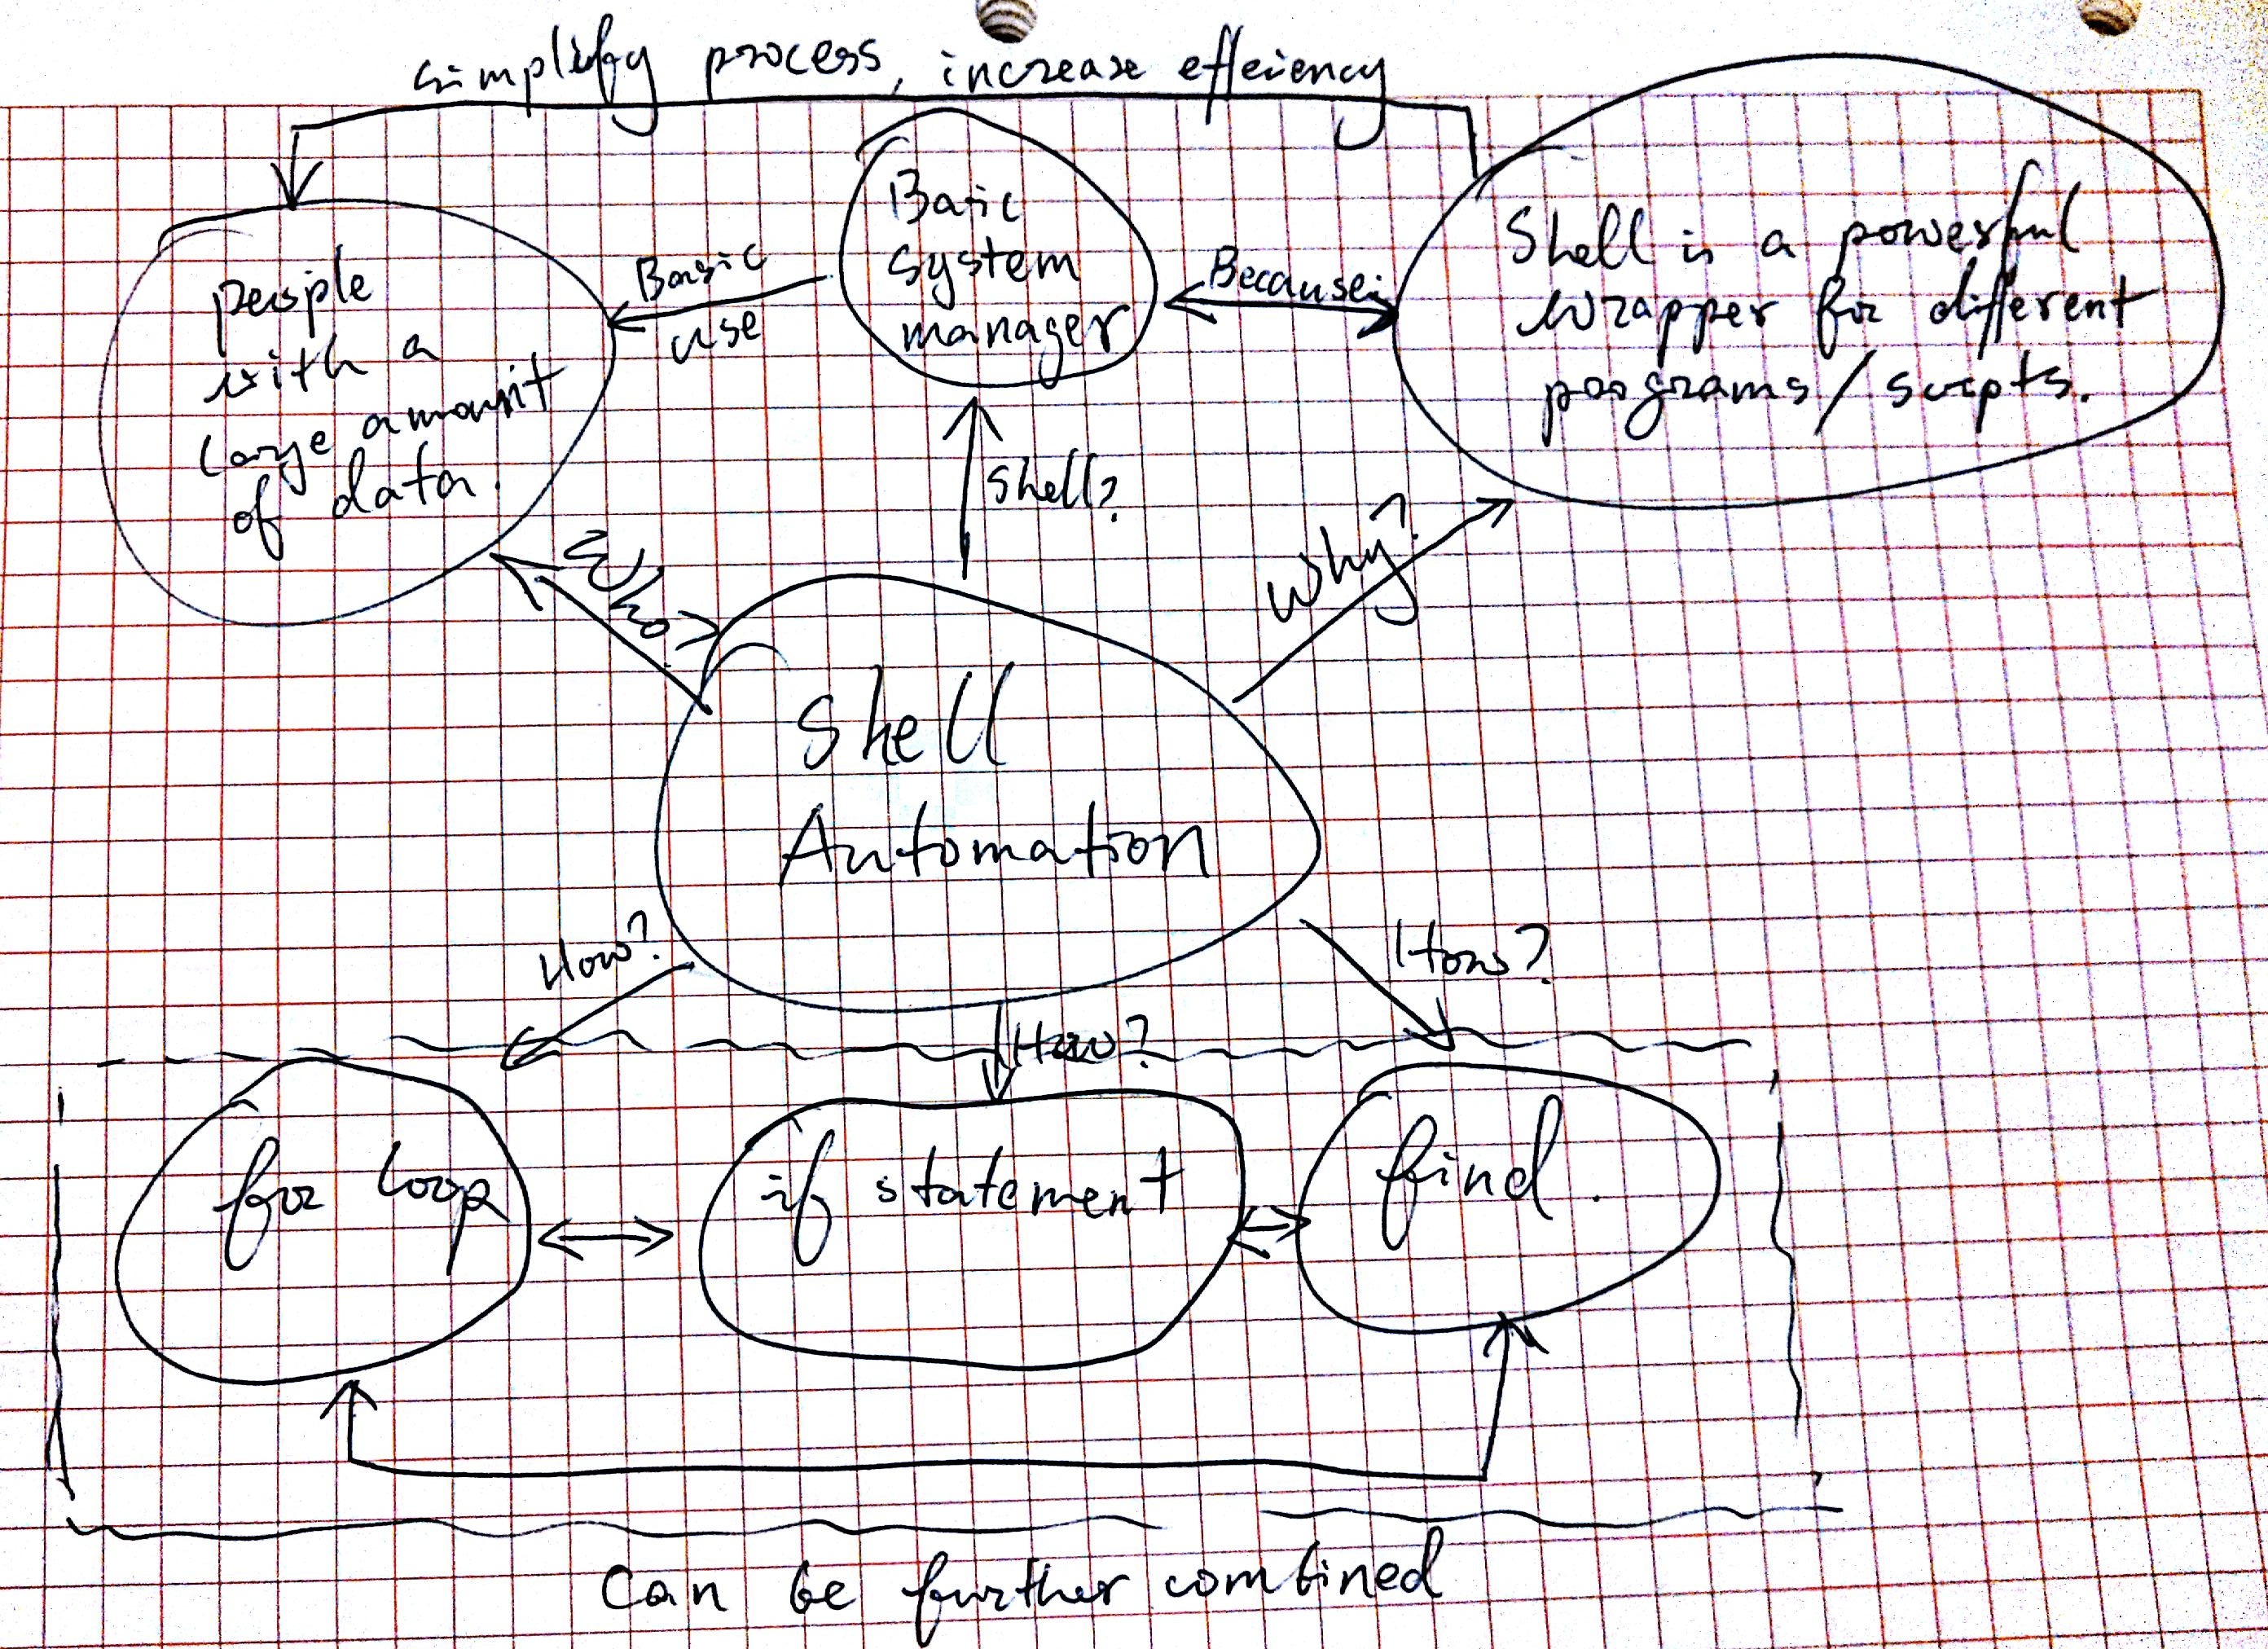 simplify process, increase effeciency
Basic
system
manager
Shell is a powerful
wrapper for different
programs/scripts.
people
with a
large amount
of data.
Basic
use
Because:
Shell?
Who?
Why?
Shell
Automation
How?
How?
How?
for loop
if statement
find.
Can be further combined